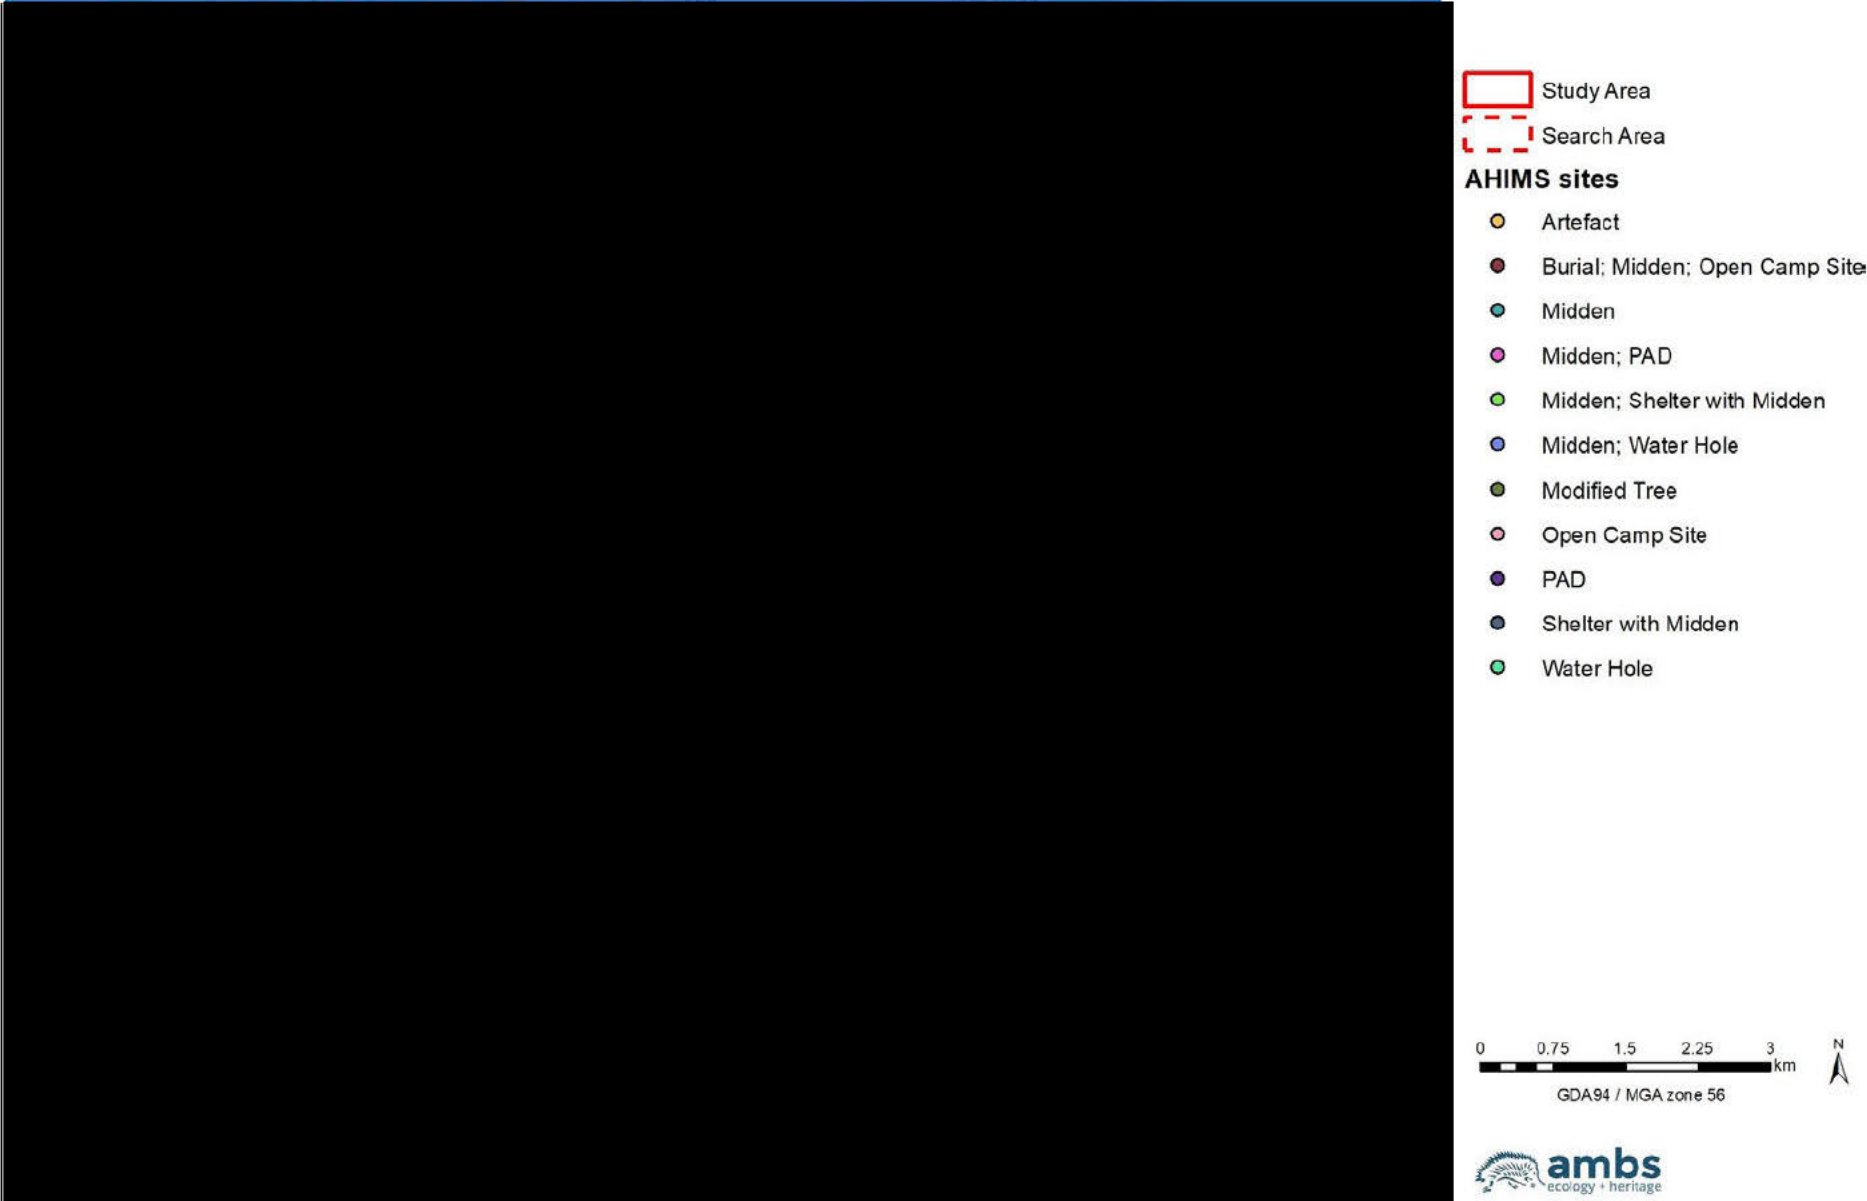 Study Area
Search Area
AHIMS sites
Artefact
Burial; Midden; Open Camp Site
Midden
Midden; PAD
Midden; Shelter with Midden
Midden; Water Hole
Modified Tree
Open Camp Site
PAD
Shelter with Midden
Water Hole
0 0.75 1.5 2.25 3
km
N
GDA94 / MGA zone 56
ambs
ecology + heritage